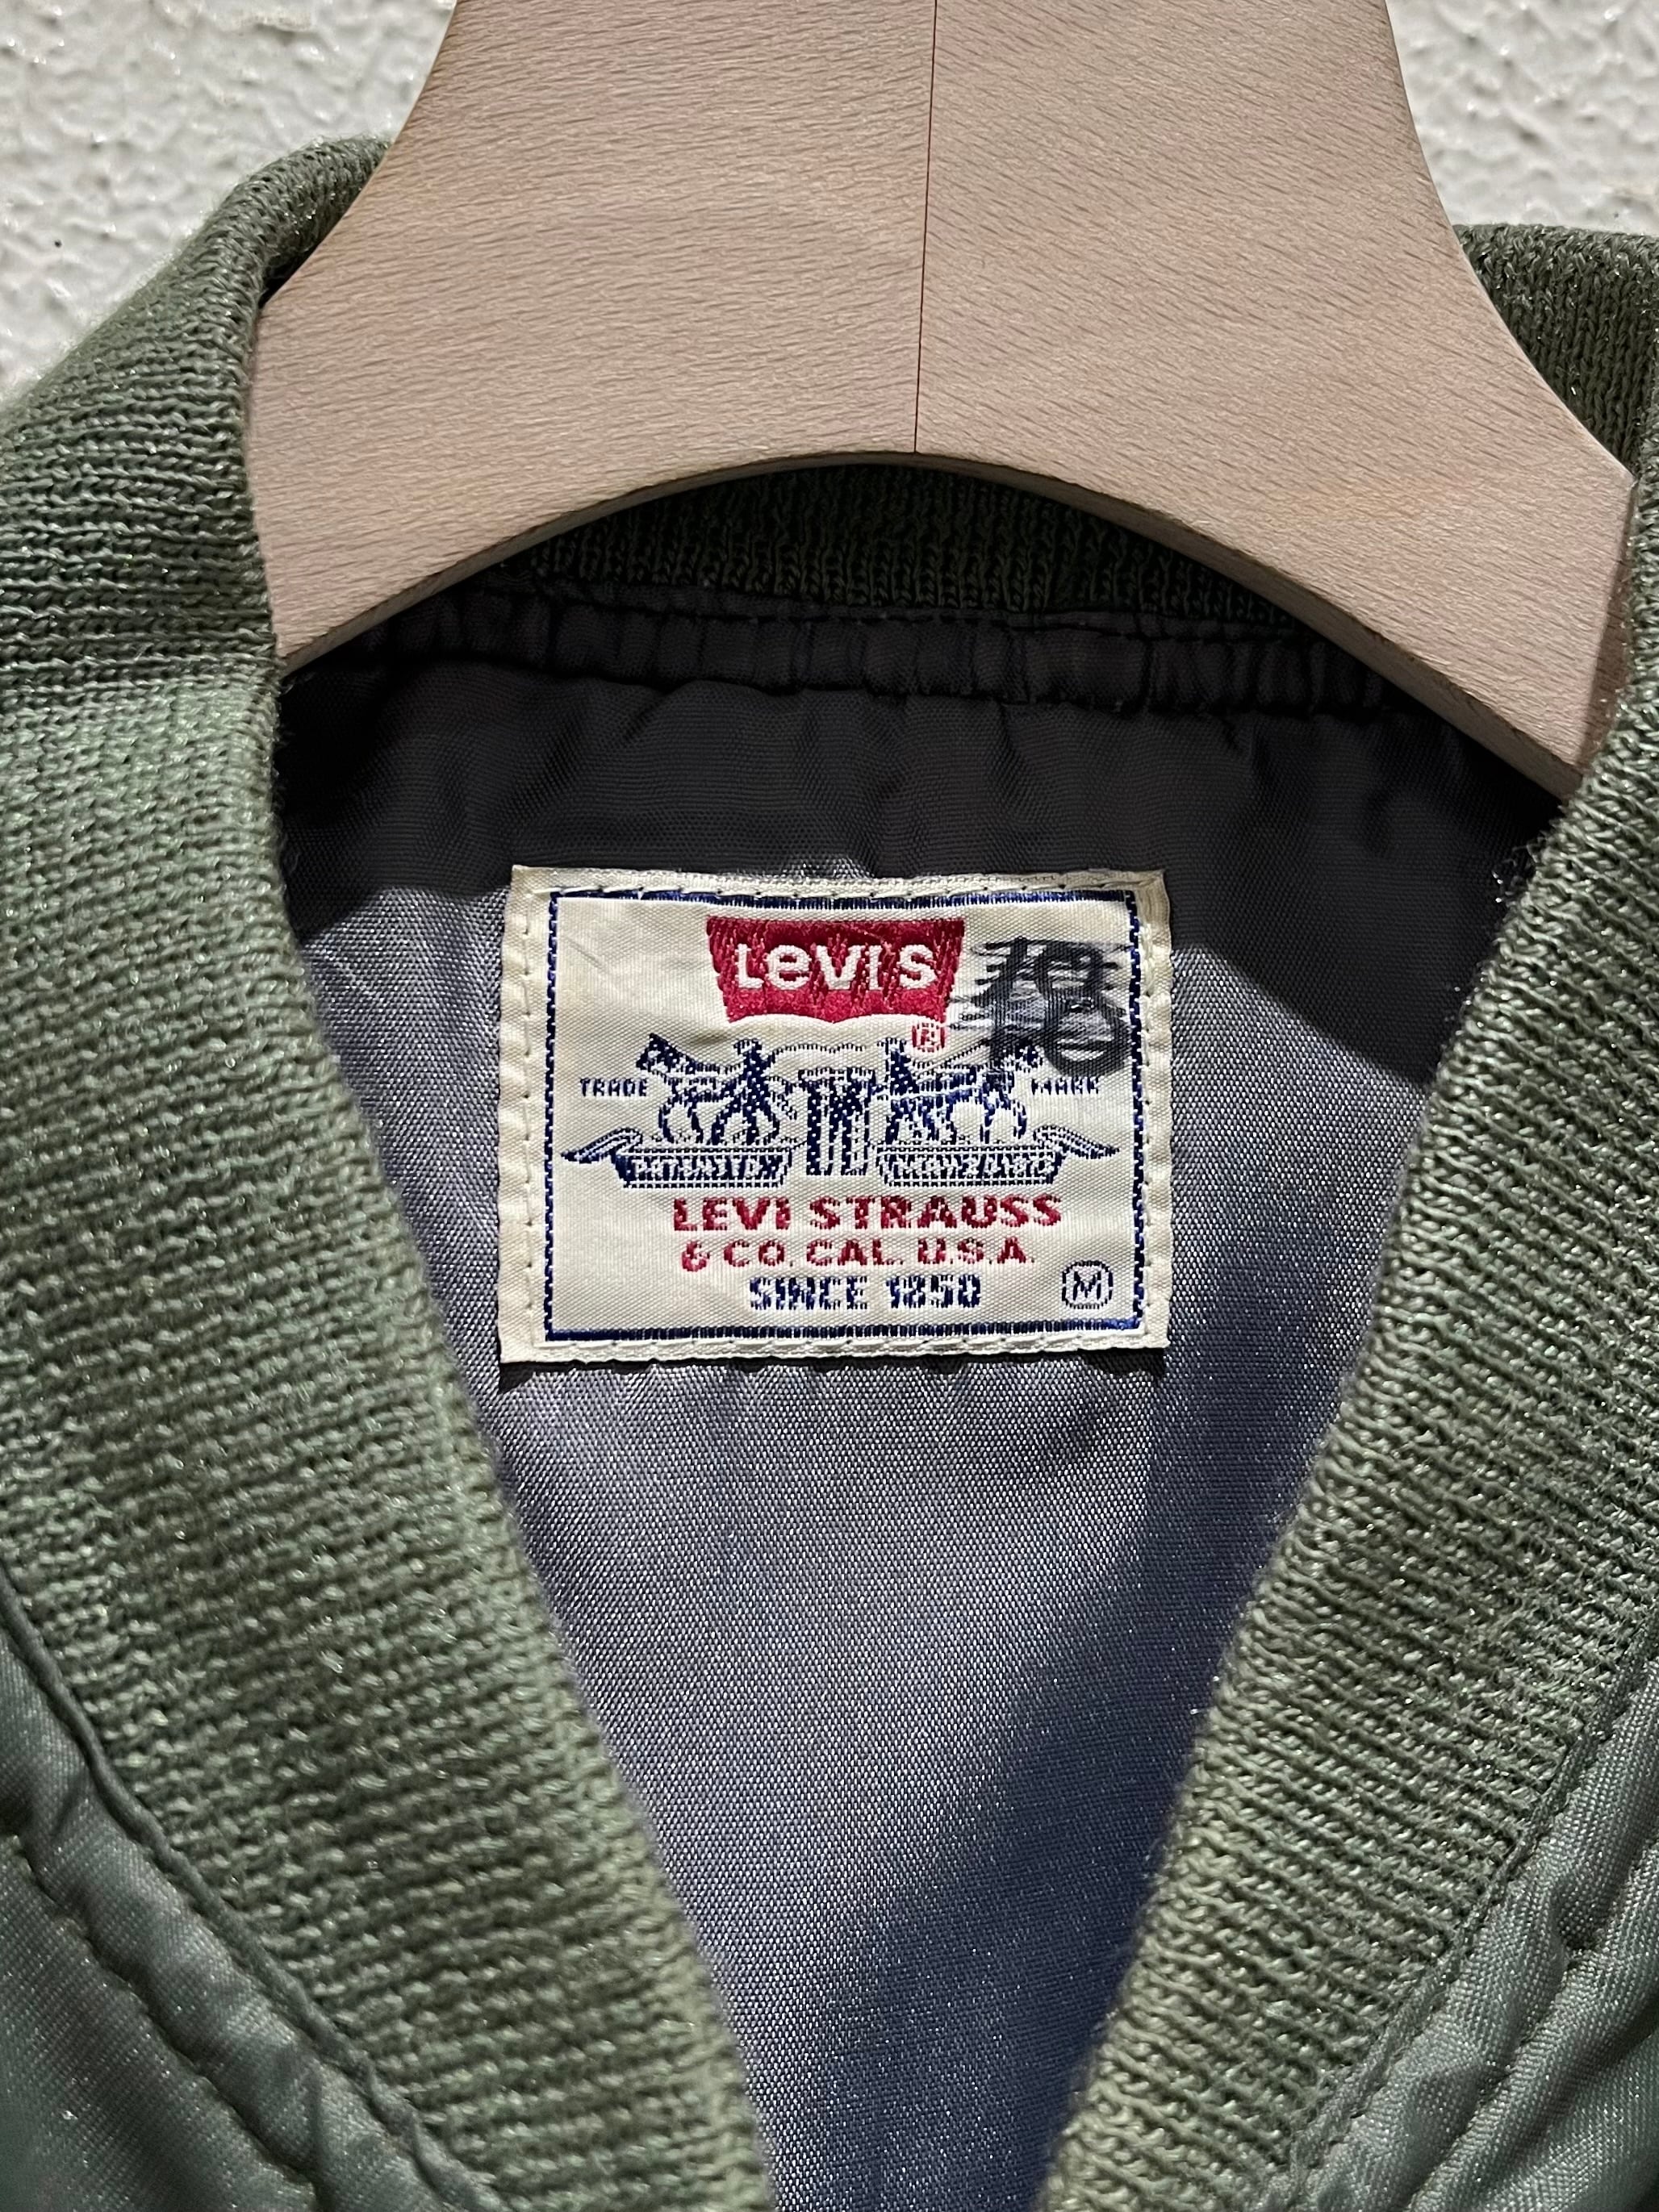 LEVI'S
®
TRADE MARK
LEVI STRAUSS
& CO. CAL. U.S.A.
SINCE 1850
M